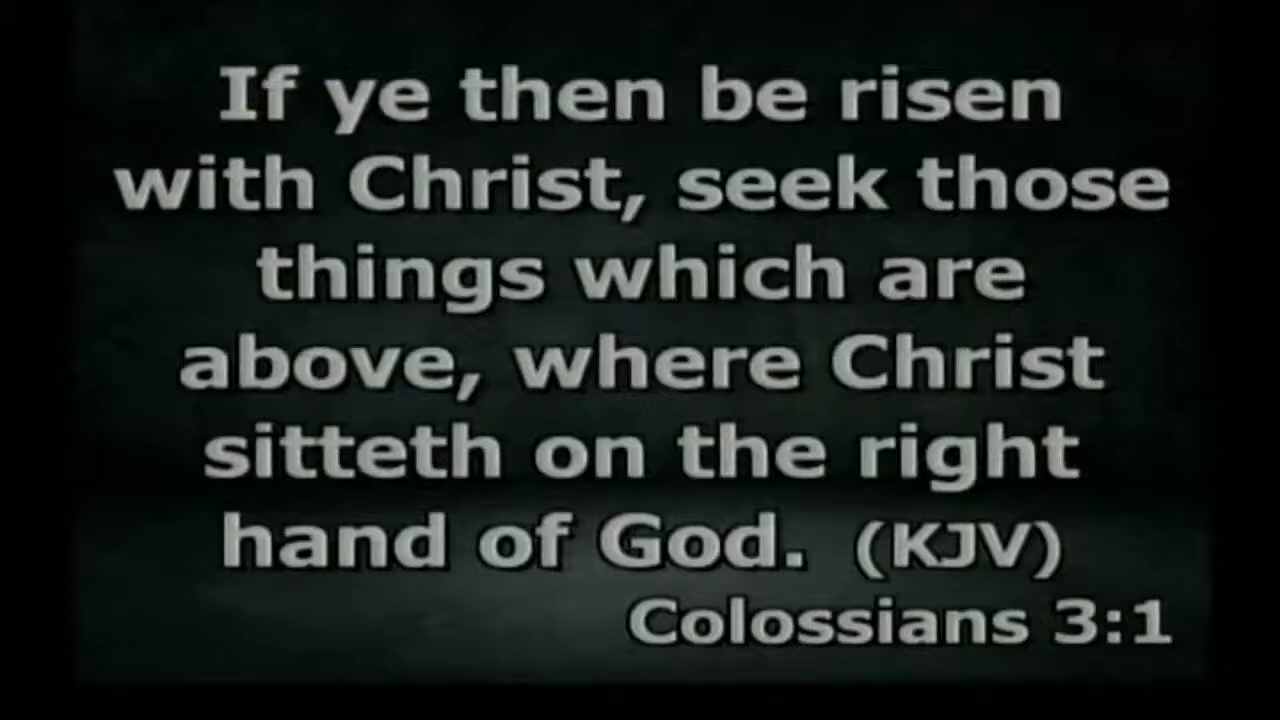 If ye then be risen
with Christ, seek those
things which are
above, where Christ
sitteth on the right
hand of God. (KJV)
Colossians 3:1